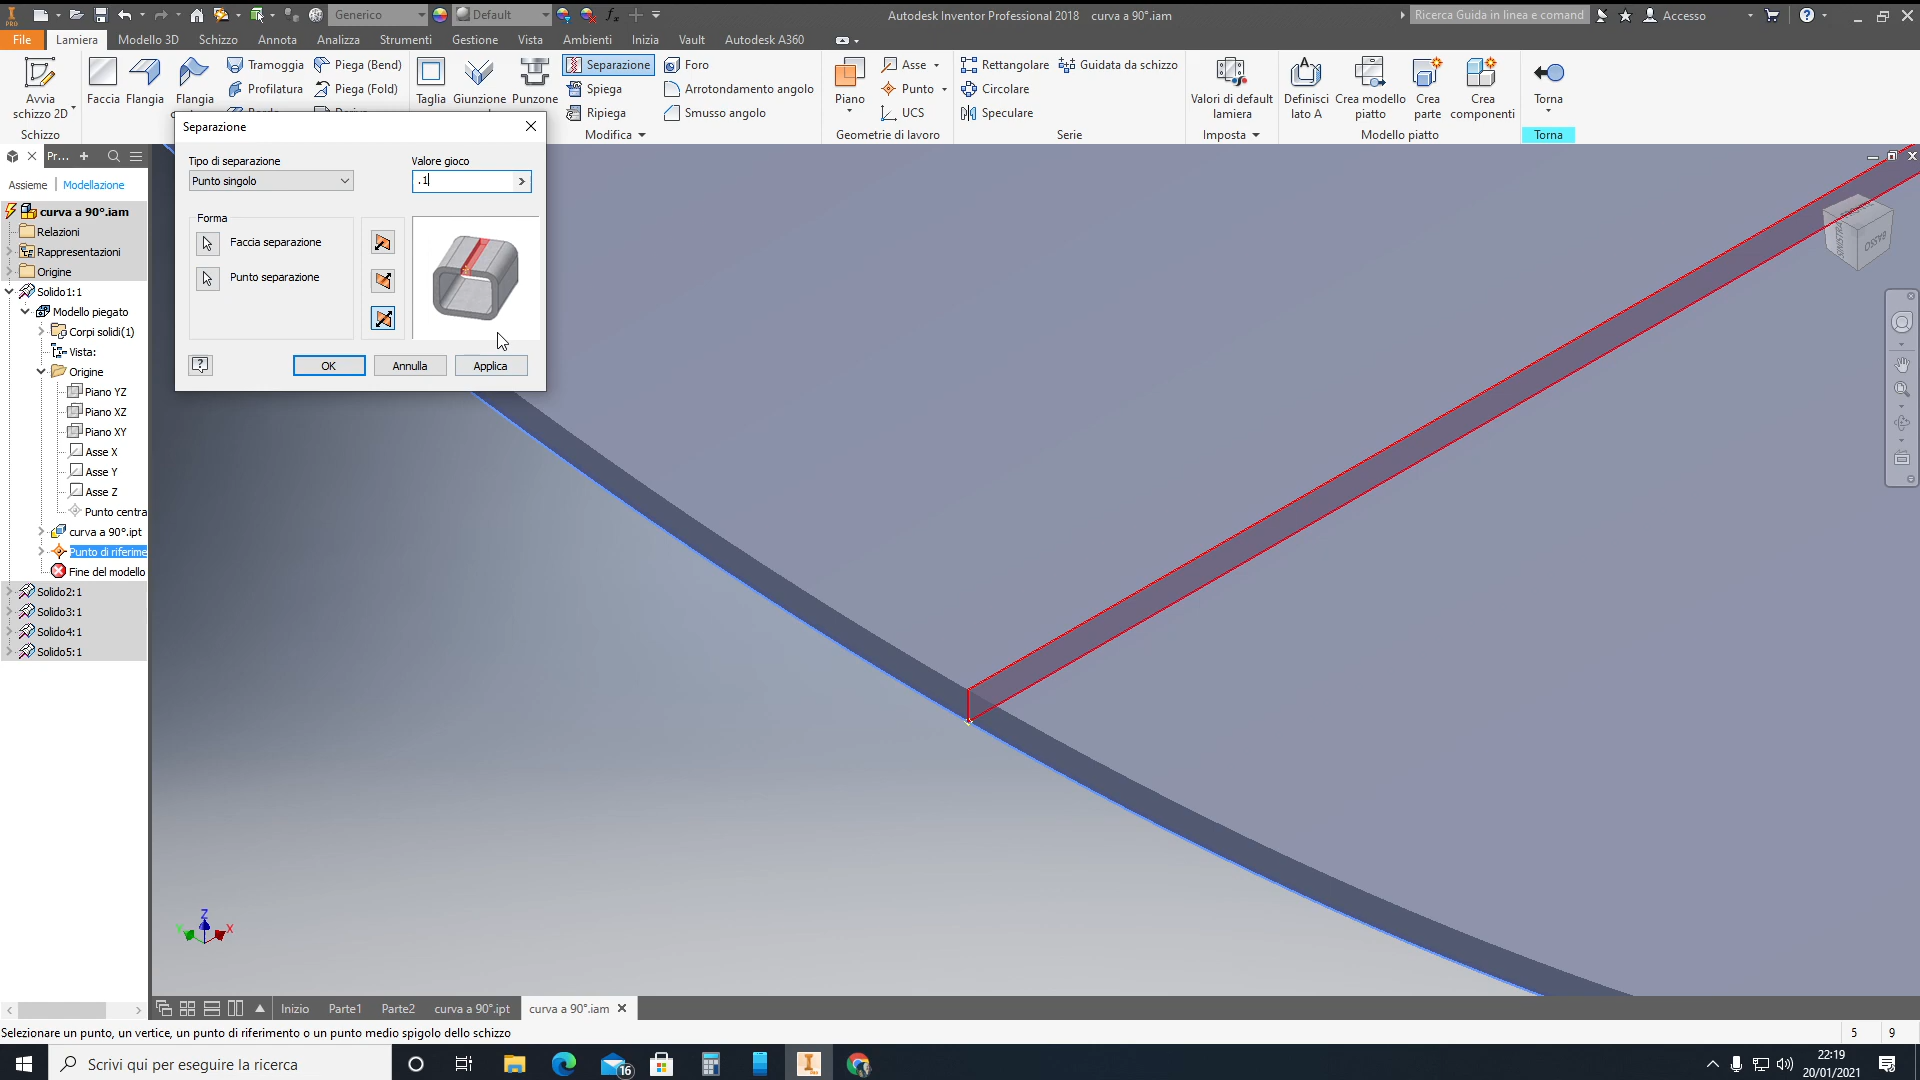 Generico
Default
Autodesk Inventor Professional 2018 curva a 90°.iam
Ricerca Guida in linea e comand
Accesso
PRO
File
Lamiera
Modello 3D
Schizzo
Annota
Analizza
Strumenti
Gestione
Vista
Ambienti
Inizia
Vault
Autodesk A360
Avvia
schizzo 2D
Faccia
Flangia
Flangia
Tramoggia
Profilatura
Piega (Bend)
Piega (Fold)
Taglia
Giunzione
Punzone
Separazione
Spiega
Ripiega
Foro
Arrotondamento angolo
Smusso angolo
Piano
Asse
Punto
UCS
Rettangolare
Circolare
Speculare
Guidata da schizzo
Valori di default
lamiera
Definisci
lato A
Crea modello
piatto
Crea
parte
Crea
componenti
Torna
Schizzo
Modifica
Geometrie di lavoro
Serie
Imposta
Modello piatto
Torna
Separazione
Tipo di separazione
Punto singolo
Valore gioco
.1
Forma
Faccia separazione
Punto separazione
OK
Annulla
Applica
Pr...
Assieme
Modellazione
curva a 90°.iam
Relazioni
Rappresentazioni
Origine
Solido1:1
Modello piegato
Corpi solidi(1)
Vista:
Origine
Piano YZ
Piano XZ
Piano XY
Asse X
Asse Y
Asse Z
Punto centra
curva a 90°.ipt
Punto di riferime
Fine del modello
Solido2:1
Solido3:1
Solido4:1
Solido5:1
BASSO
Z
Y
X
Inizio
Parte1
Parte2
curva a 90°.ipt
curva a 90°.iam
Selezionare un punto, un vertice, un punto di riferimento o un punto medio spigolo dello schizzo
5
9
Scrivi qui per eseguire la ricerca
16
22:19
20/01/2021